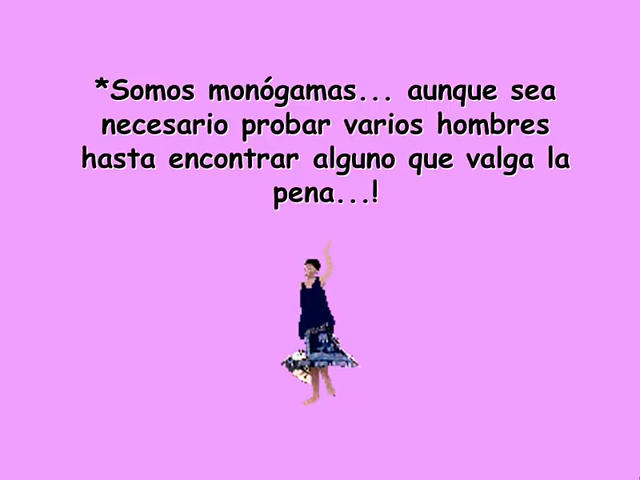 *Somos monógamas... aunque sea
necesario probar varios hombres
hasta encontrar alguno que valga la
pena...!